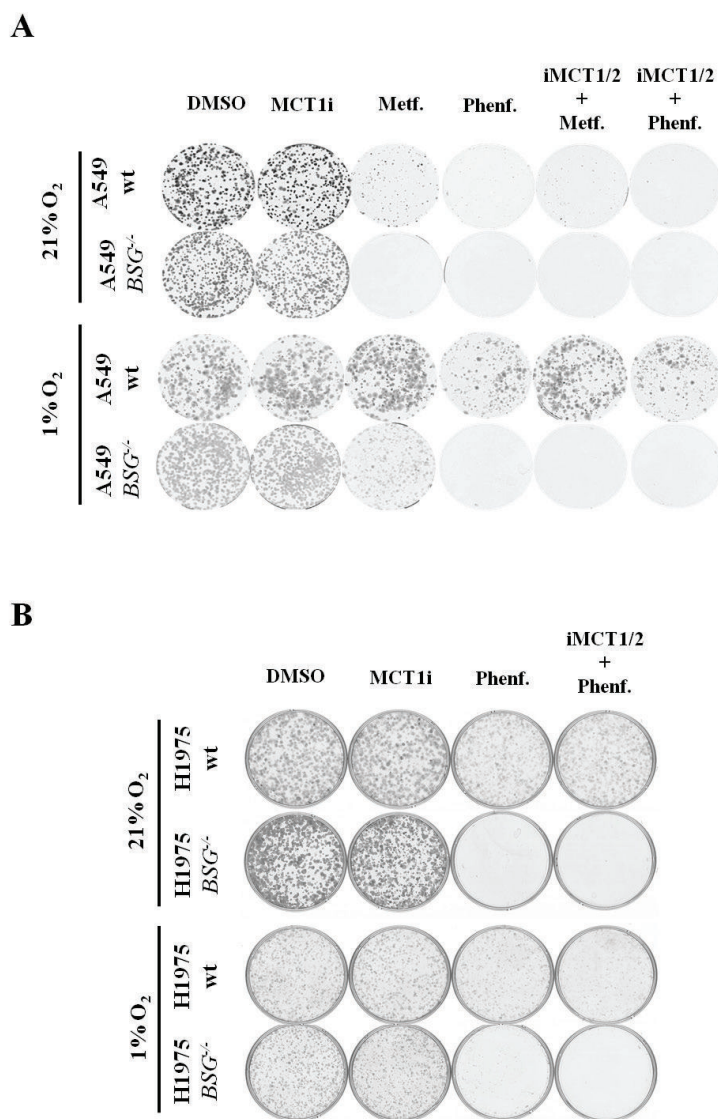 A
DMSO
MCT1i
Metf.
Phenf.
iMCT1/2
+
Metf.
iMCT1/2
+
Phenf.
21% O₂
A549
wt
A549
BSG-/-
1% O₂
A549
wt
A549
BSG-/-
B
DMSO
MCT1i
Phenf.
iMCT1/2
+
Phenf.
21% O₂
H1975
wt
H1975
BSG-/-
1% O₂
H1975
wt
H1975
BSG-/-